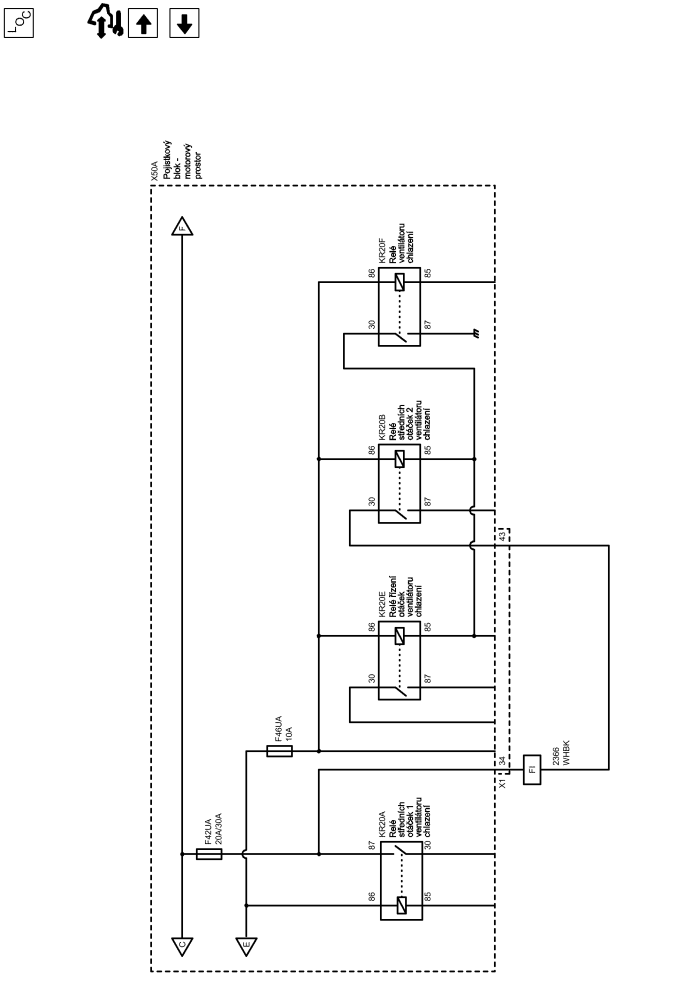 LOC
X50A
Pojistkový
blok -
motorový
prostor
F
KR20F
Relé
ventilátoru
chlazení
86
85
30
87
KR20B
Relé
středních
otáček 2
ventilátoru
chlazení
86
85
30
87
43
KR20E
Relé řízení
otáček
ventilátoru
chlazení
86
85
30
87
F46UA
10A
34
X1
FI
2366
WHBK
F42UA
20A/30A
KR20A
Relé
středních
otáček 1
ventilátoru
chlazení
87
30
86
85
C
E